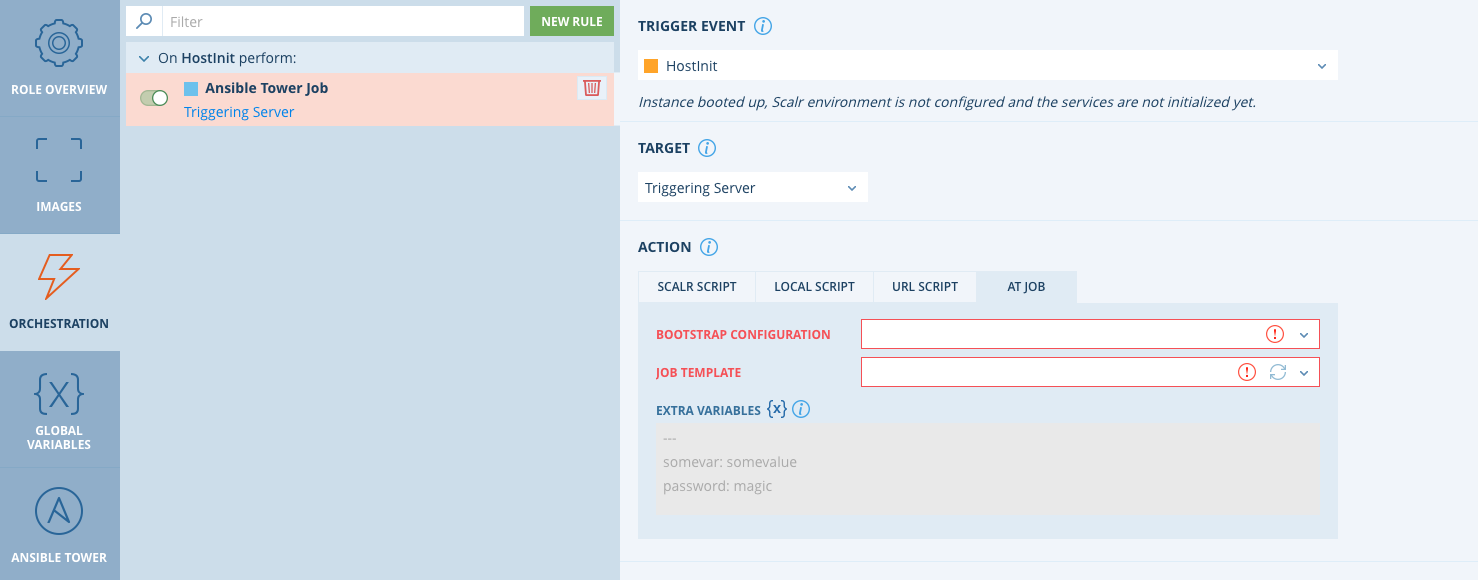 ROLE OVERVIEW
IMAGES
ORCHESTRATION
{X}
GLOBAL
VARIABLES
ANSIBLE TOWER
Filter
NEW RULE
On HostInit perform:
Ansible Tower Job
Triggering Server
TRIGGER EVENT i
HostInit
Instance booted up, Scalr environment is not configured and the services are not initialized yet.
TARGET i
Triggering Server
ACTION i
SCALR SCRIPT LOCAL SCRIPT URL SCRIPT AT JOB
BOOTSTRAP CONFIGURATION !
JOB TEMPLATE !
EXTRA VARIABLES {x} i
---
somevar: somevalue
password: magic